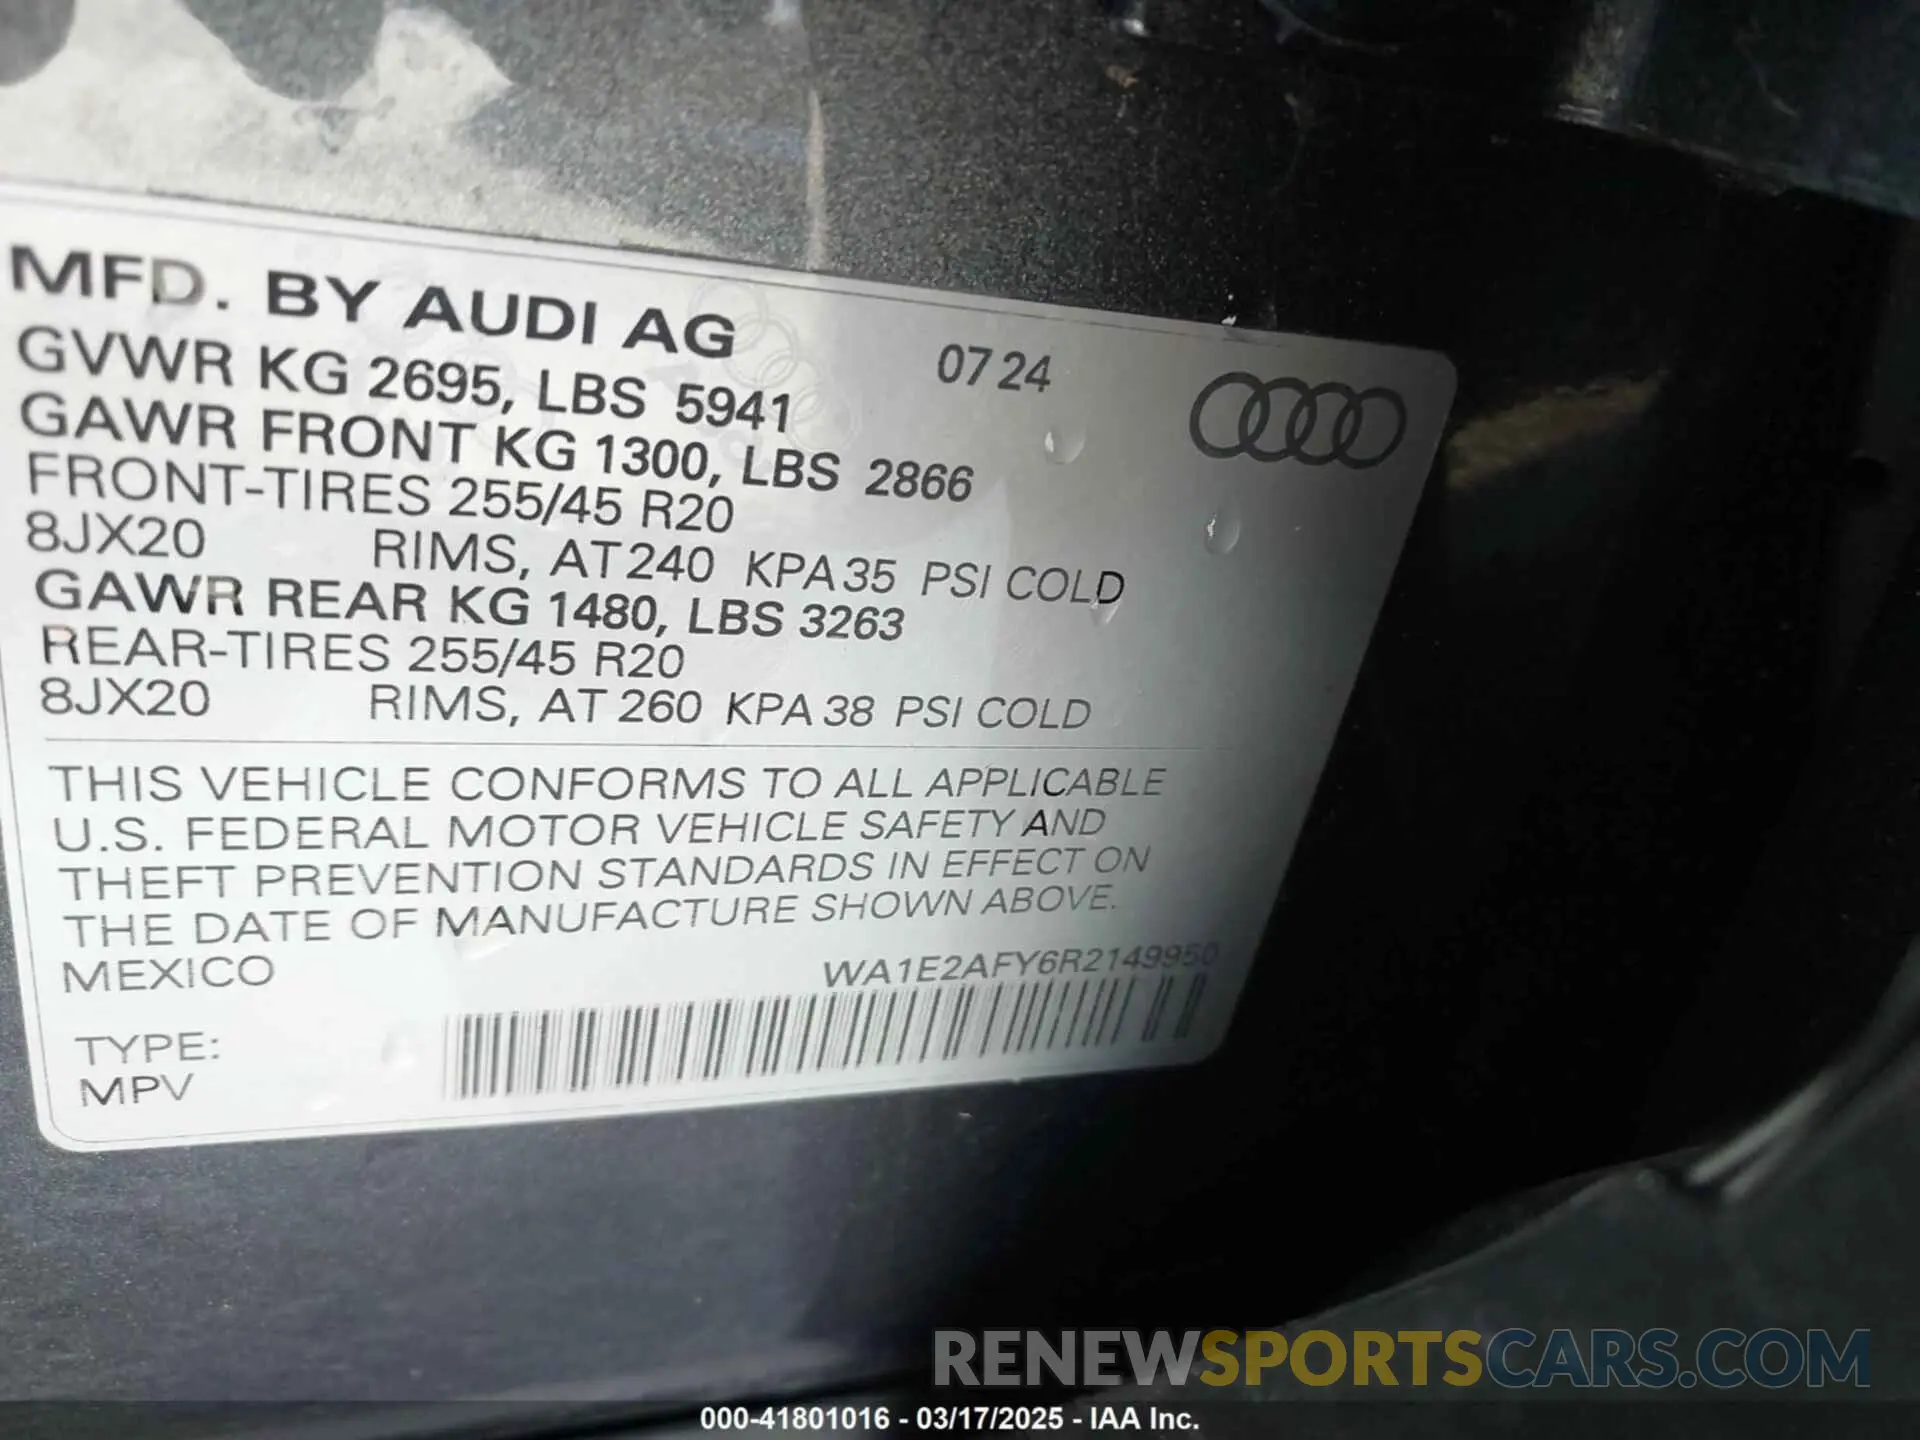 MFD. BY AUDI AG
07 24
GVWR KG 2695, LBS 5941
GAWR FRONT KG 1300, LBS 2866
FRONT-TIRES 255/45 R20
8JX20 RIMS, AT 240 KPA 35 PSI COLD
GAWR REAR KG 1480, LBS 3263
REAR-TIRES 255/45 R20
8JX20 RIMS, AT 260 KPA 38 PSI COLD
THIS VEHICLE CONFORMS TO ALL APPLICABLE
U.S. FEDERAL MOTOR VEHICLE SAFETY AND
THEFT PREVENTION STANDARDS IN EFFECT ON
THE DATE OF MANUFACTURE SHOWN ABOVE.
MEXICO WA1E2AFY6R2149950
TYPE:
MPV
RENEWSPORTSCARS.COM
000-41801016 - 03/17/2025 - IAA Inc.